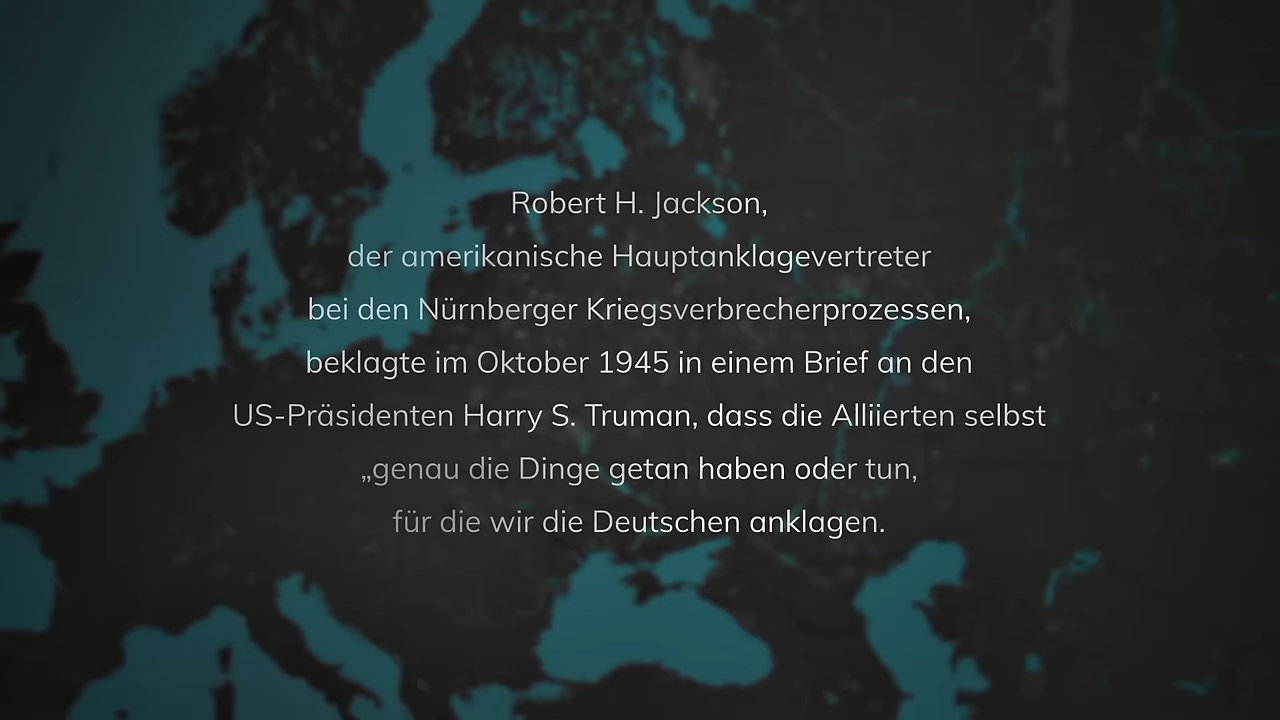 Robert H. Jackson,
der amerikanische Hauptanklagevertreter
bei den Nürnberger Kriegsverbrecherprozessen,
beklagte im Oktober 1945 in einem Brief an den
US-Präsidenten Harry S. Truman, dass die Alliierten selbst
„genau die Dinge getan haben oder tun,
für die wir die Deutschen anklagen.